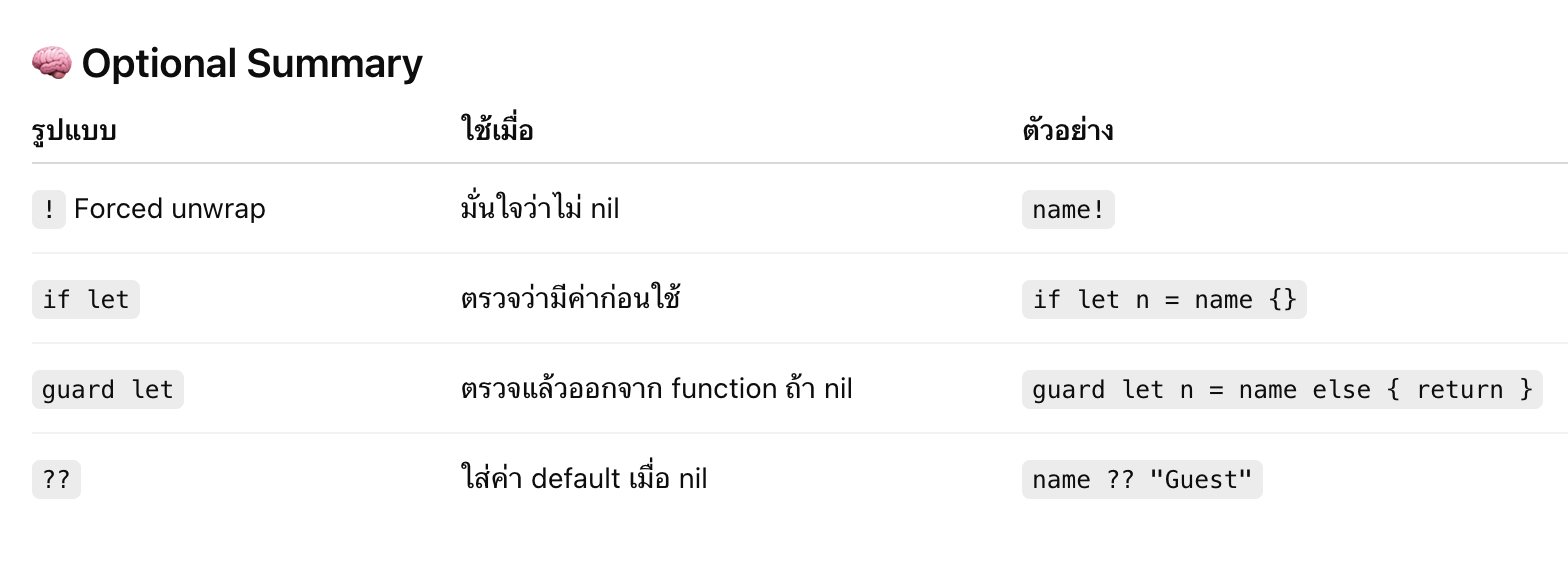 🧠 Optional Summary
รูปแบบ ใช้เมื่อ ตัวอย่าง
! Forced unwrap มั่นใจว่าไม่ nil name!
if let ตรวจว่ามีค่าก่อนใช้ if let n = name {}
guard let ตรวจแล้วออกจาก function ถ้า nil guard let n = name else { return }
?? ใส่ค่า default เมื่อ nil name ?? "Guest"